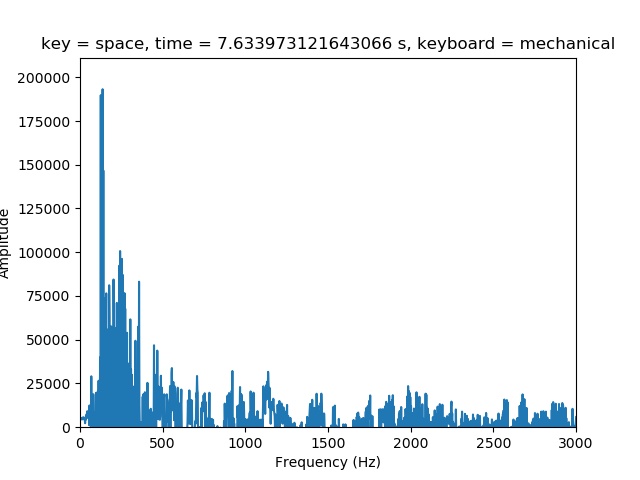 key = space, time = 7.633973121643066 s, keyboard = mechanical
200000
175000
150000
125000
100000
75000
50000
25000
0
Amplitude
0 500 1000 1500 2000 2500 3000
Frequency (Hz)